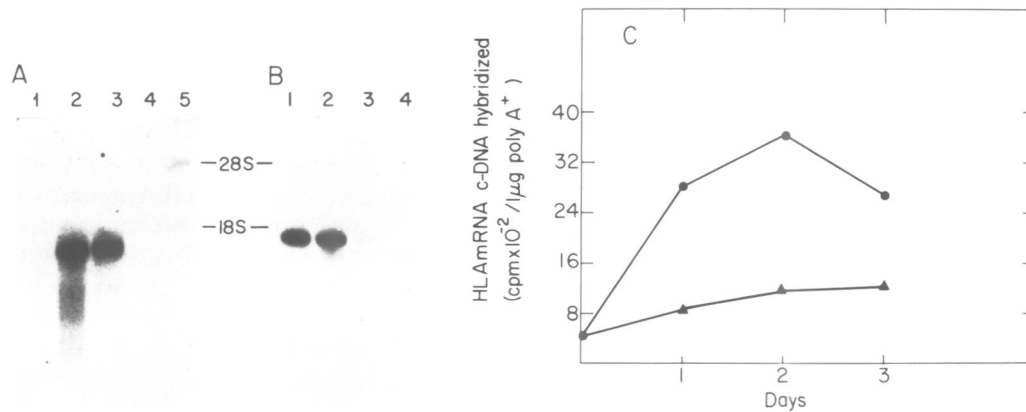 A
1 2 3 4 5
B
1 2 3 4
—28S—
—18S—
C
HLAmRNA c-DNA hybridized
(cpmx10⁻²/1μg poly A⁺)
40
32
24
16
8
1 2 3
Days